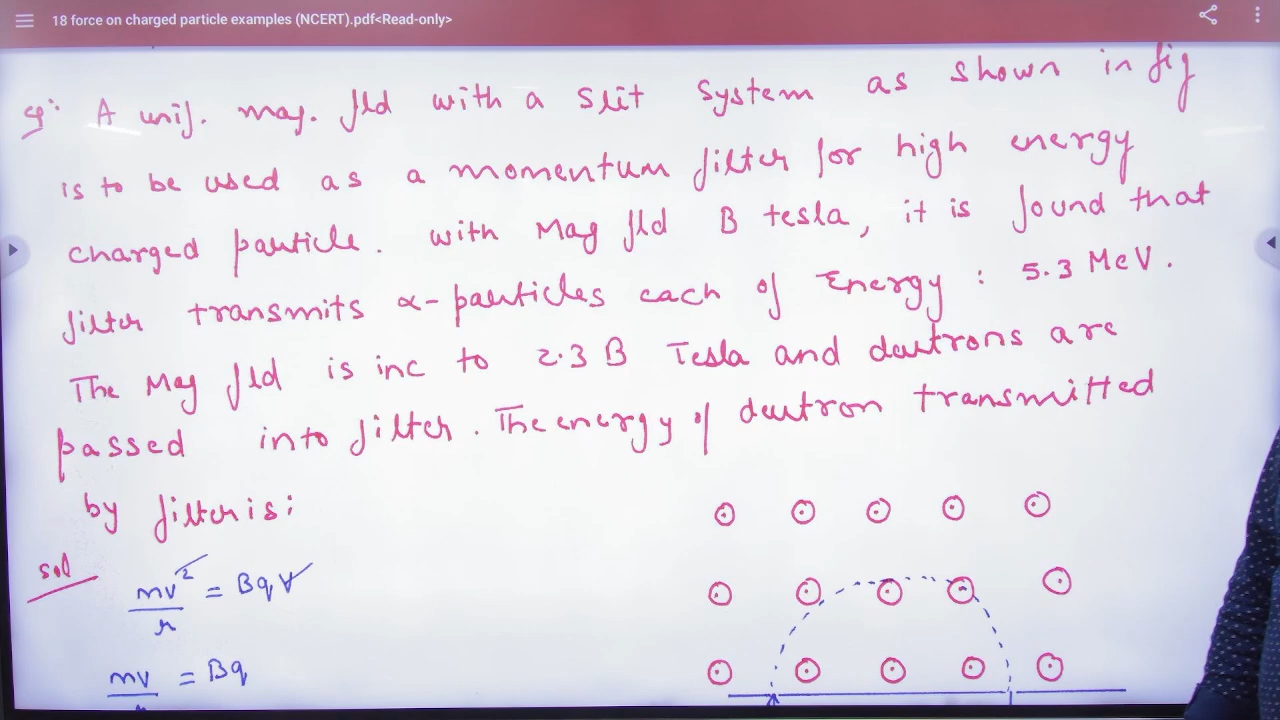 18 force on charged particle examples (NCERT).pdf<Read-only>
A unif. mag. fld with a slit system as shown in fig
is to be used as a momentum filter for high energy
charged particle. with Mag fld B tesla, it is found that
filter transmits α-particles each of Energy : 5.3 MeV.
The Mag fld is inc to 2.3 B Tesla and deutrons are
passed into filter. The energy of deutron transmitted
by filter is:
Sol
mv²/r = Bqv
mv = Bq